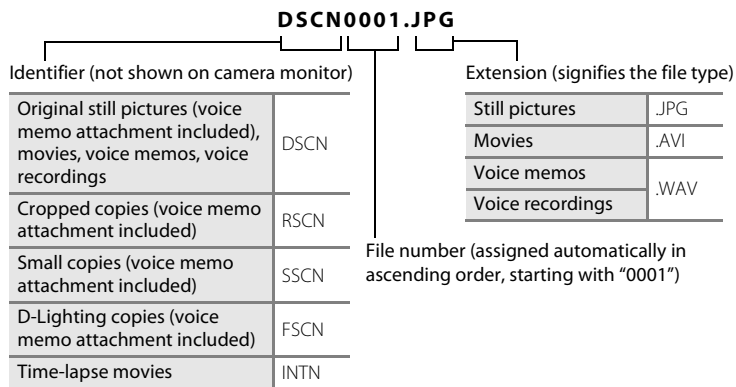 DSCN0001.JPG
Identifier (not shown on camera monitor)
Original still pictures (voice
memo attachment included),
movies, voice memos, voice
recordings
DSCN
Cropped copies (voice memo
attachment included)
RSCN
Small copies (voice memo
attachment included)
SSCN
D-Lighting copies (voice
memo attachment included)
FSCN
Time-lapse movies
INTN
Extension (signifies the file type)
Still pictures
.JPG
Movies
.AVI
Voice memos
Voice recordings
.WAV
File number (assigned automatically in
ascending order, starting with “0001”)